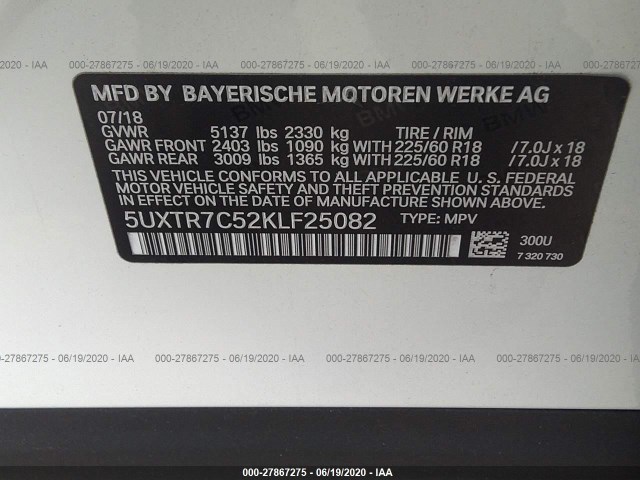 000-27867275 - 06/19/2020 - IAA
MFD BY BAYERISCHE MOTOREN WERKE AG
07/18
GVWR 5137 lbs 2330 kg TIRE / RIM
GAWR FRONT 2403 lbs 1090 kg WITH 225/60 R18 /7.0J x 18
GAWR REAR 3009 lbs 1365 kg WITH 225/60 R18 /7.0J x 18
THIS VEHICLE CONFORMS TO ALL APPLICABLE U.S. FEDERAL
MOTOR VEHICLE SAFETY AND THEFT PREVENTION STANDARDS
IN EFFECT ON THE DATE OF MANUFACTURE SHOWN ABOVE.
5UXTR7C52KLF25082 TYPE: MPV
300U
7 320 730
000-27867275 - 06/19/2020 - IAA
000-27867275 - 06/19/2020 - IAA